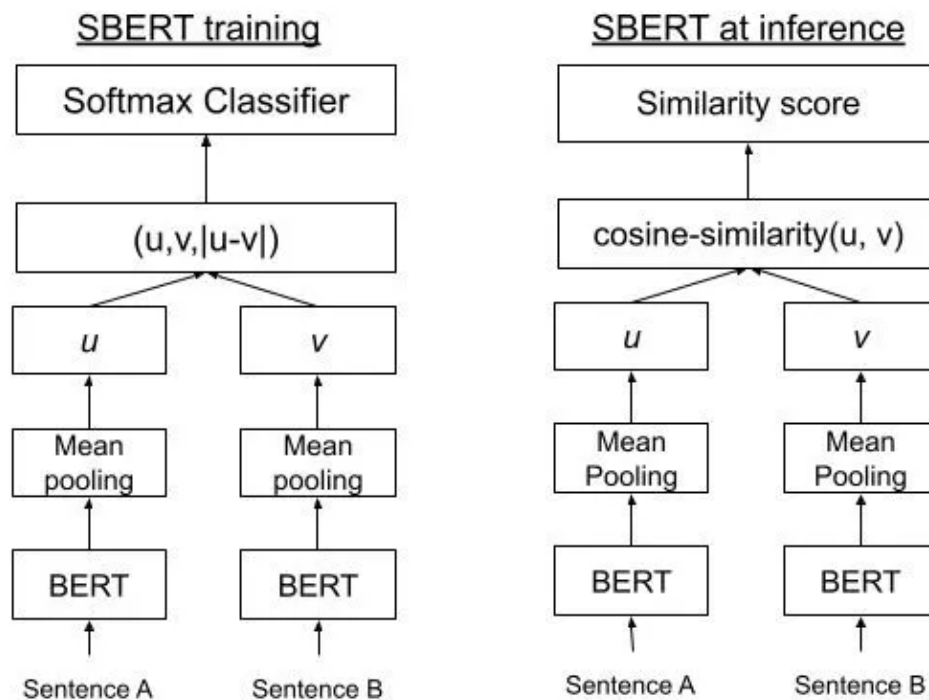 SBERT training
Softmax Classifier
(u,v,|u-v|)
u
v
Mean
pooling
Mean
pooling
BERT
BERT
Sentence A
Sentence B
SBERT at inference
Similarity score
cosine-similarity(u, v)
u
v
Mean
Pooling
Mean
Pooling
BERT
BERT
Sentence A
Sentence B